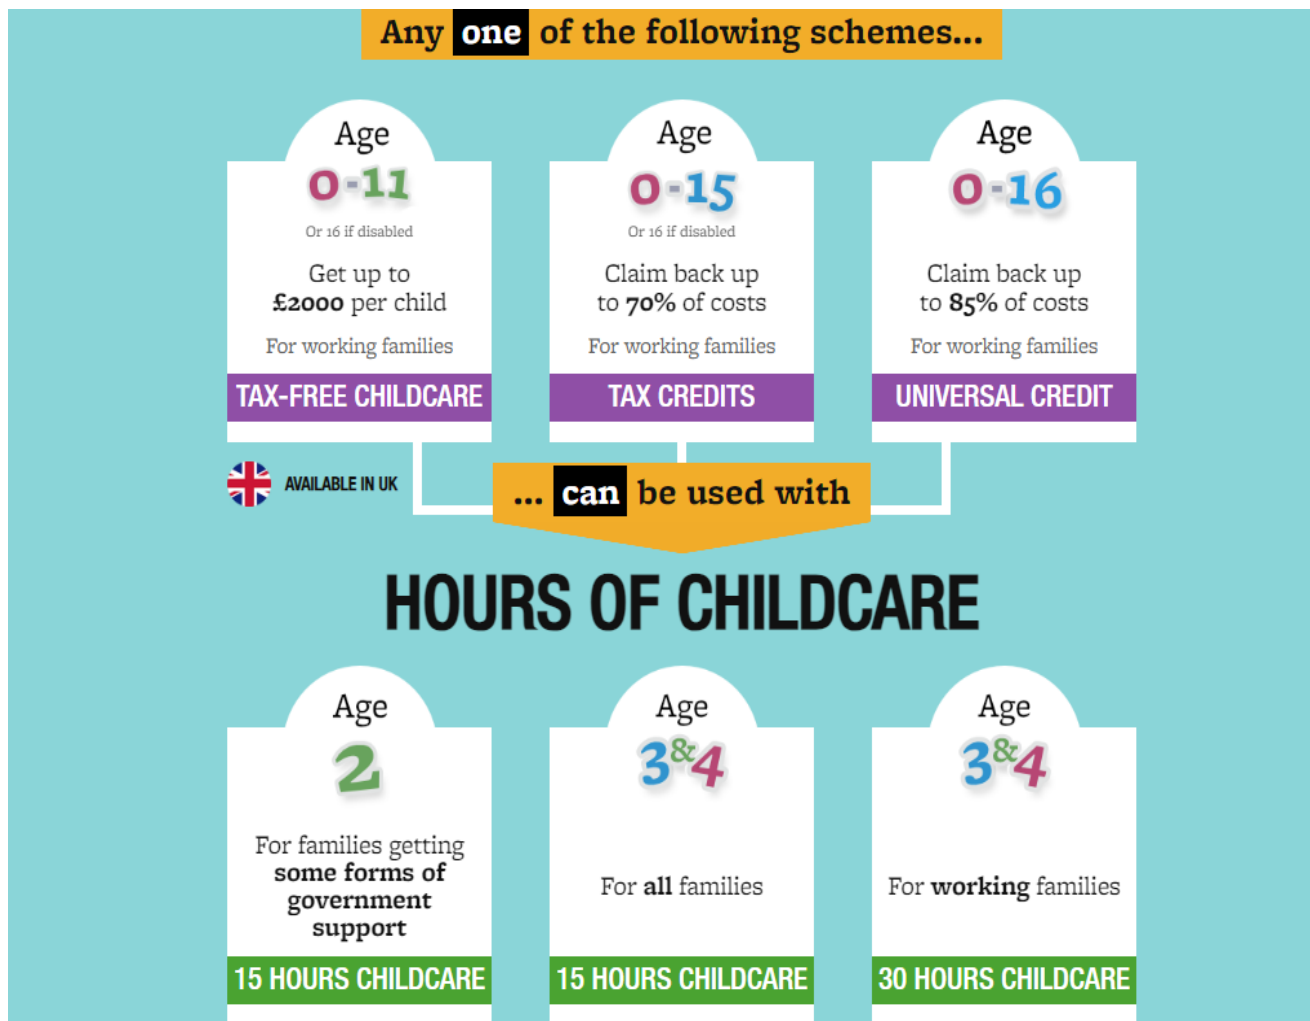 Any one of the following schemes...
Age
0-11
Or 16 if disabled
Get up to
£2000 per child
For working families
TAX-FREE CHILDCARE
Age
0-15
Or 16 if disabled
Claim back up
to 70% of costs
For working families
TAX CREDITS
Age
0-16
Claim back up
to 85% of costs
For working families
UNIVERSAL CREDIT
AVAILABLE IN UK
... can be used with
HOURS OF CHILDCARE
Age
2
For families getting
some forms of
government
support
15 HOURS CHILDCARE
Age
3&4
For all families
15 HOURS CHILDCARE
Age
3&4
For working families
30 HOURS CHILDCARE